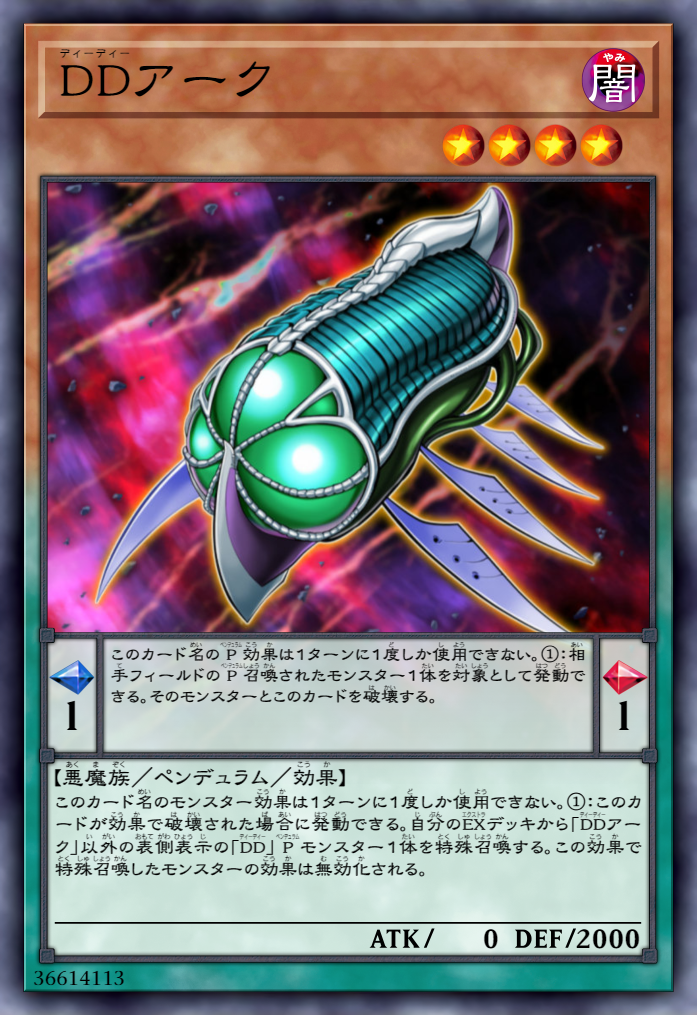 ディーディー
DDアーク
やみ
闇
1
1
このカード名のP効果は1ターンに1度しか使用できない。①：相
手フィールドのP召喚されたモンスター1体を対象として発動で
きる。そのモンスターとこのカードを破壊する。
【悪魔族／ペンデュラム／効果】
このカード名のモンスター効果は1ターンに1度しか使用できない。①：このカ
ードが効果で破壊された場合に発動できる。自分のEXデッキから「DDアー
ク」以外の表側表示の「DD」Pモンスター1体を特殊召喚する。この効果で
特殊召喚したモンスターの効果は無効化される。
ATK/ 0 DEF/2000
36614113